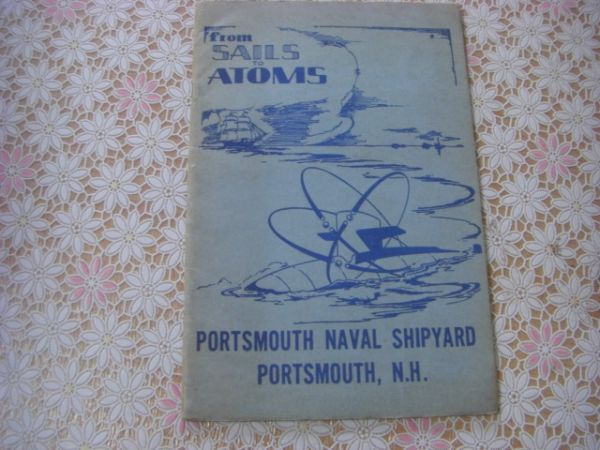 from
SAILS
TO
ATOMS
PORTSMOUTH NAVAL SHIPYARD
PORTSMOUTH, N.H.